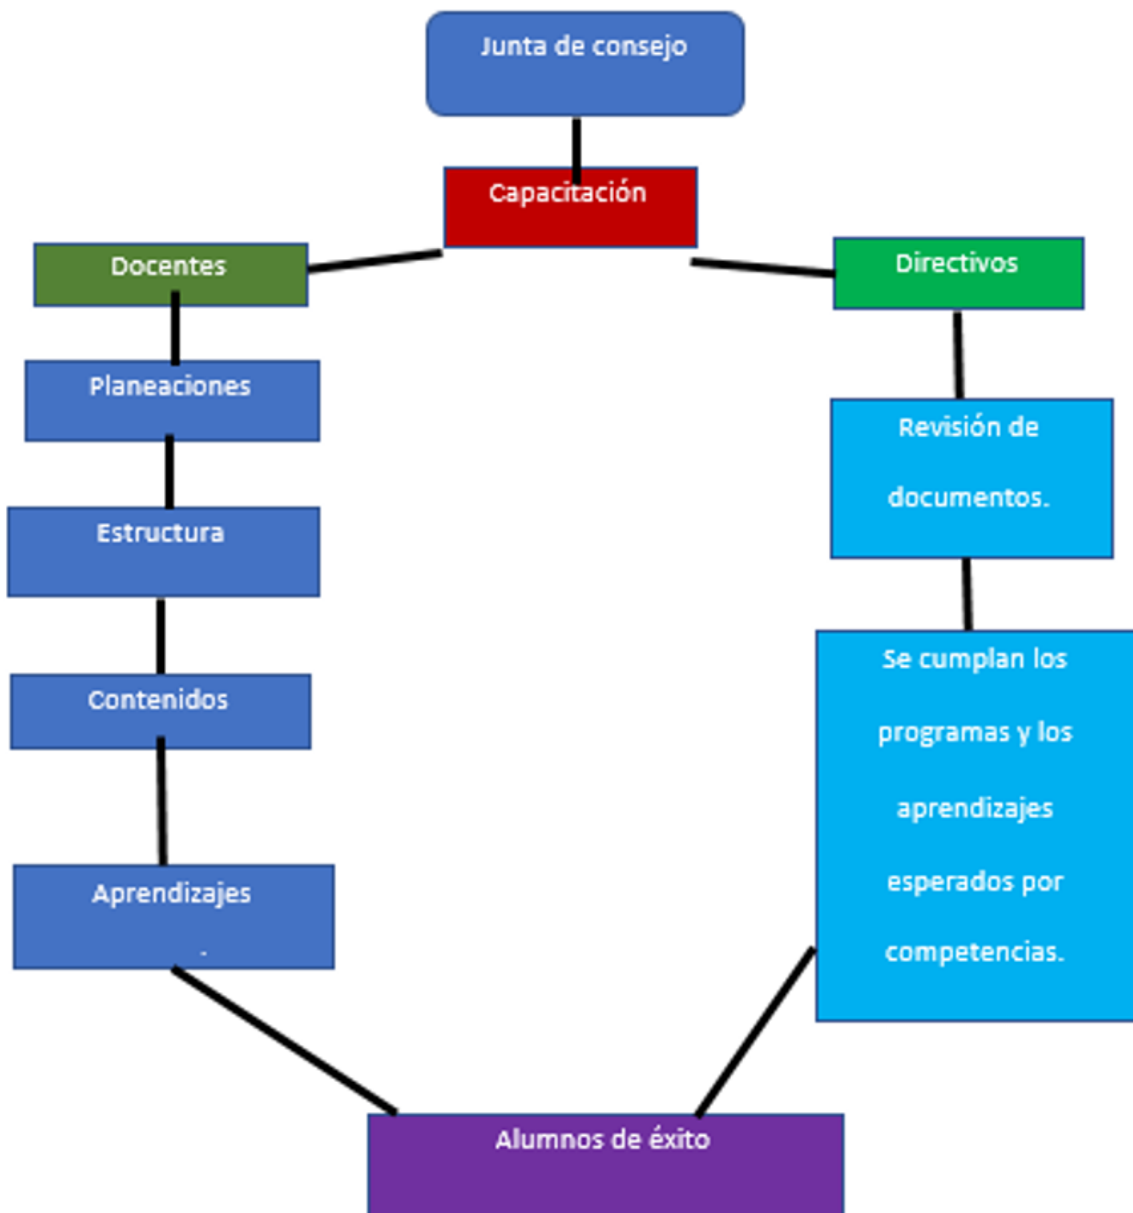 Junta de consejo
Capacitación
Docentes
Directivos
Planeaciones
Revisión de
documentos.
Estructura
Contenidos
Se cumplan los
programas y los
aprendizajes
esperados por
competencias.
Aprendizajes
.
Alumnos de éxito